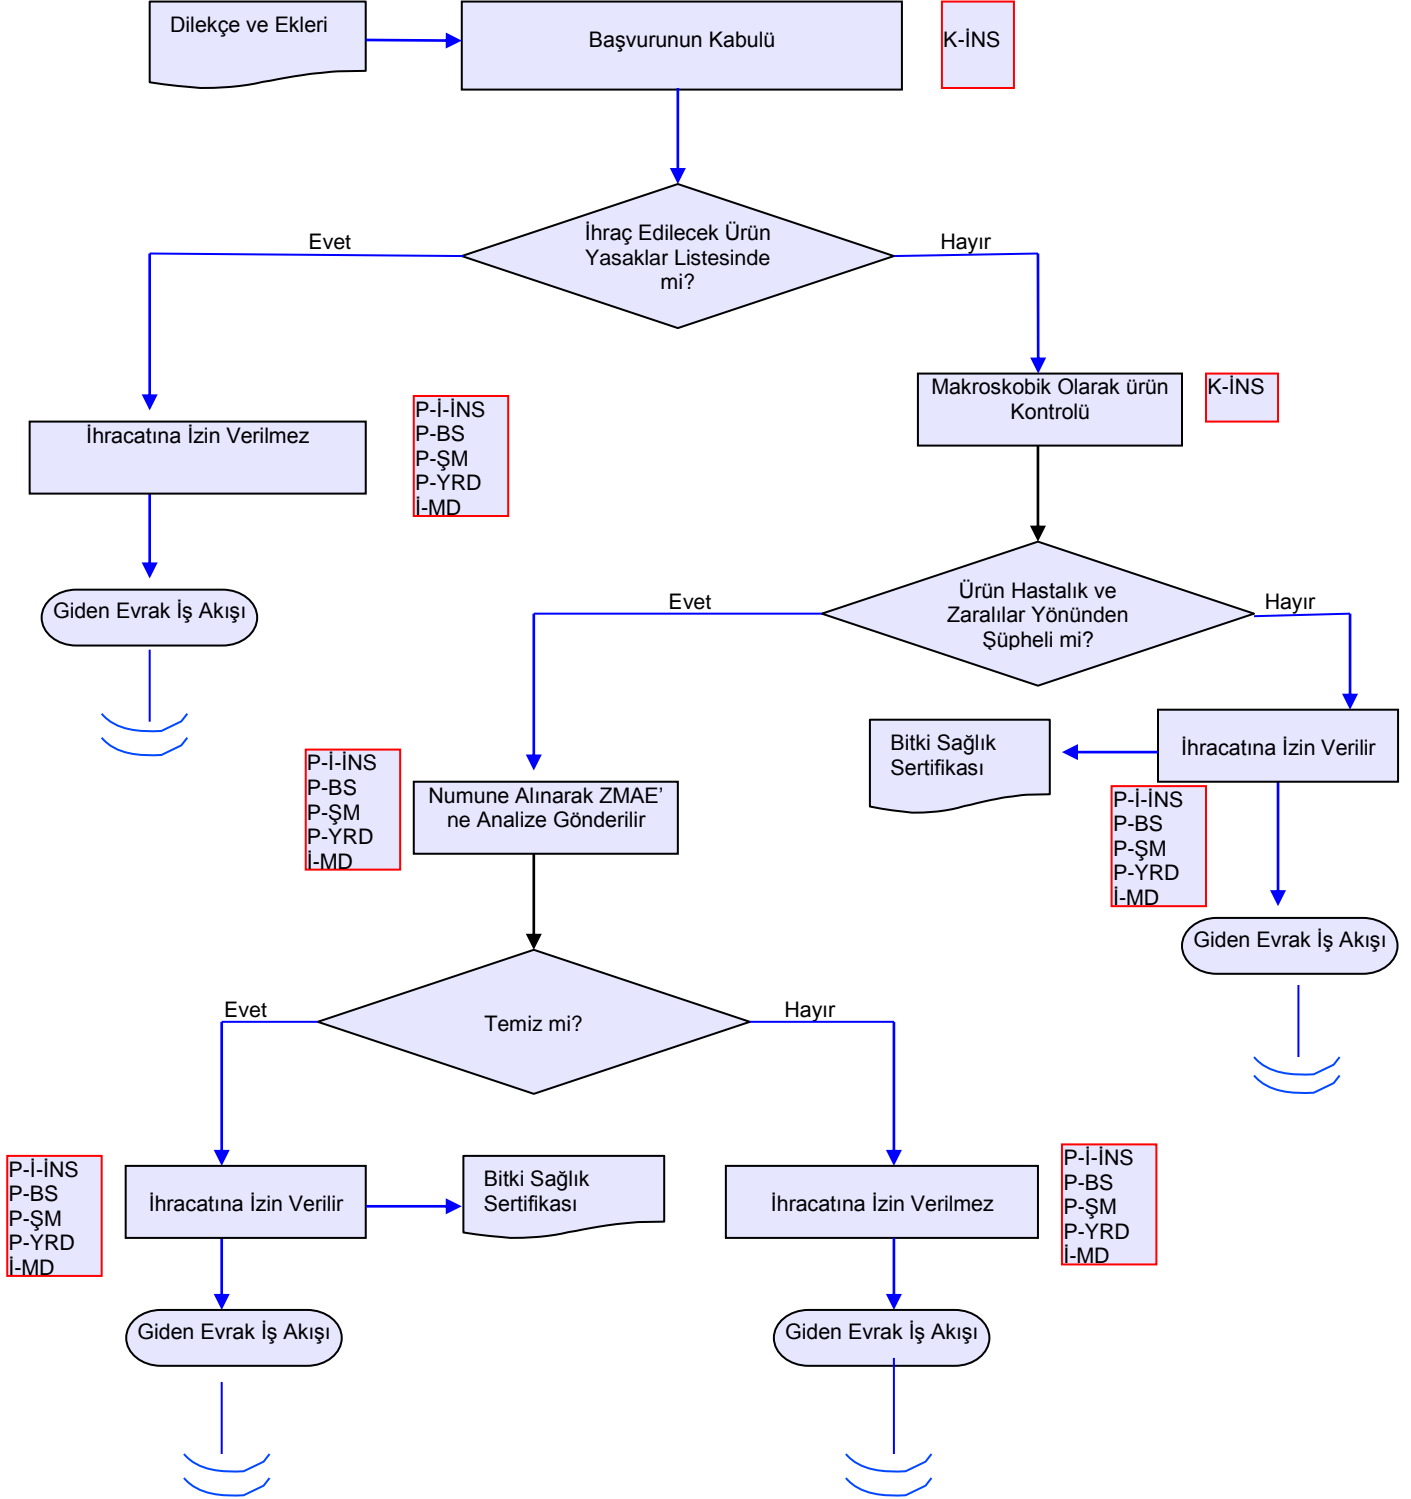 Dilekçe ve Ekleri
Başvurunun Kabulü
K-İNS
İhraç Edilecek Ürün
Yasaklar Listesinde
mi?
Evet
Hayır
Makroskobik Olarak ürün
Kontrolü
K-İNS
İhracatına İzin Verilmez
P-İ-İNS
P-BS
P-ŞM
P-YRD
İ-MD
Giden Evrak İş Akışı
Ürün Hastalık ve
Zaralılar Yönünden
Şüpheli mi?
Evet
Hayır
Bitki Sağlık
Sertifikası
İhracatına İzin Verilir
P-İ-İNS
P-BS
P-ŞM
P-YRD
İ-MD
Numune Alınarak ZMAE’
ne Analize Gönderilir
P-İ-İNS
P-BS
P-ŞM
P-YRD
İ-MD
Giden Evrak İş Akışı
Temiz mi?
Evet
Hayır
P-İ-İNS
P-BS
P-ŞM
P-YRD
İ-MD
İhracatına İzin Verilir
Bitki Sağlık
Sertifikası
İhracatına İzin Verilmez
P-İ-İNS
P-BS
P-ŞM
P-YRD
İ-MD
Giden Evrak İş Akışı
Giden Evrak İş Akışı